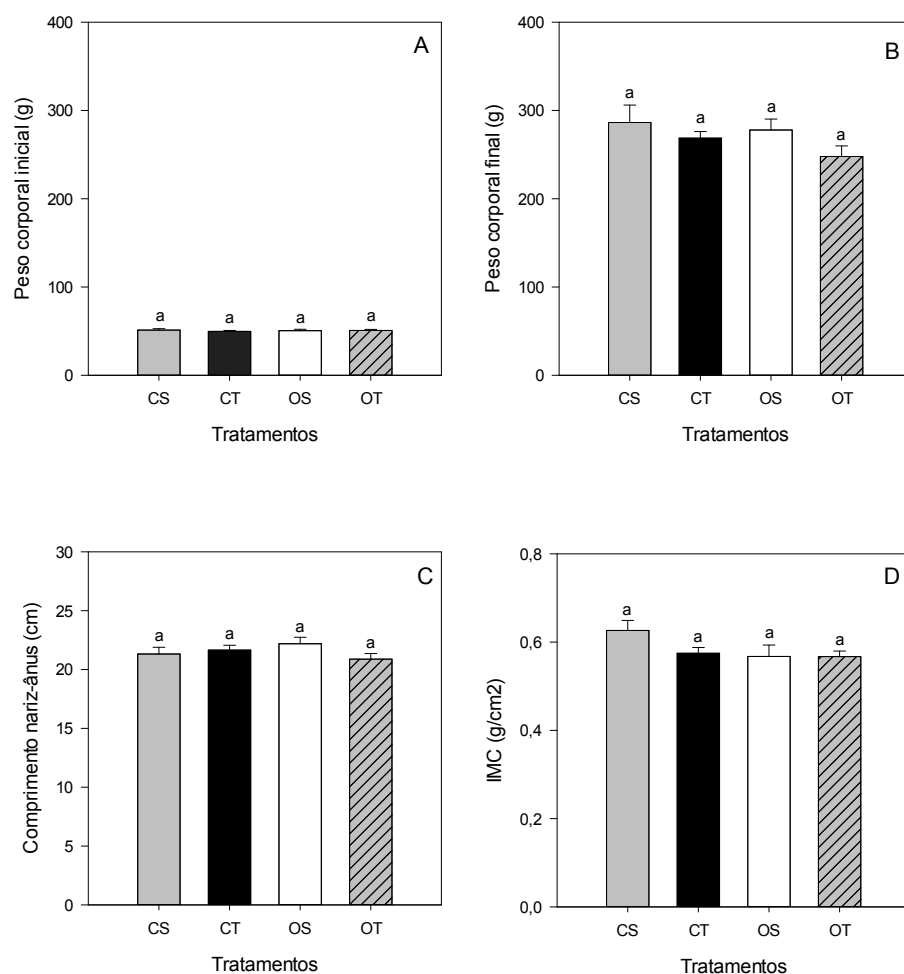 A
400
300
200
100
0
Peso corporal inicial (g)
a a a a
CS CT OS OT
Tratamentos
B
400
300
200
100
0
Peso corporal final (g)
a a a a
CS CT OS OT
Tratamentos
C
30
25
20
15
10
5
0
Comprimento nariz-ânus (cm)
a a a a
CS CT OS OT
Tratamentos
D
0,8
0,6
0,4
0,2
0,0
IMC (g/cm2)
a a a a
CS CT OS OT
Tratamentos